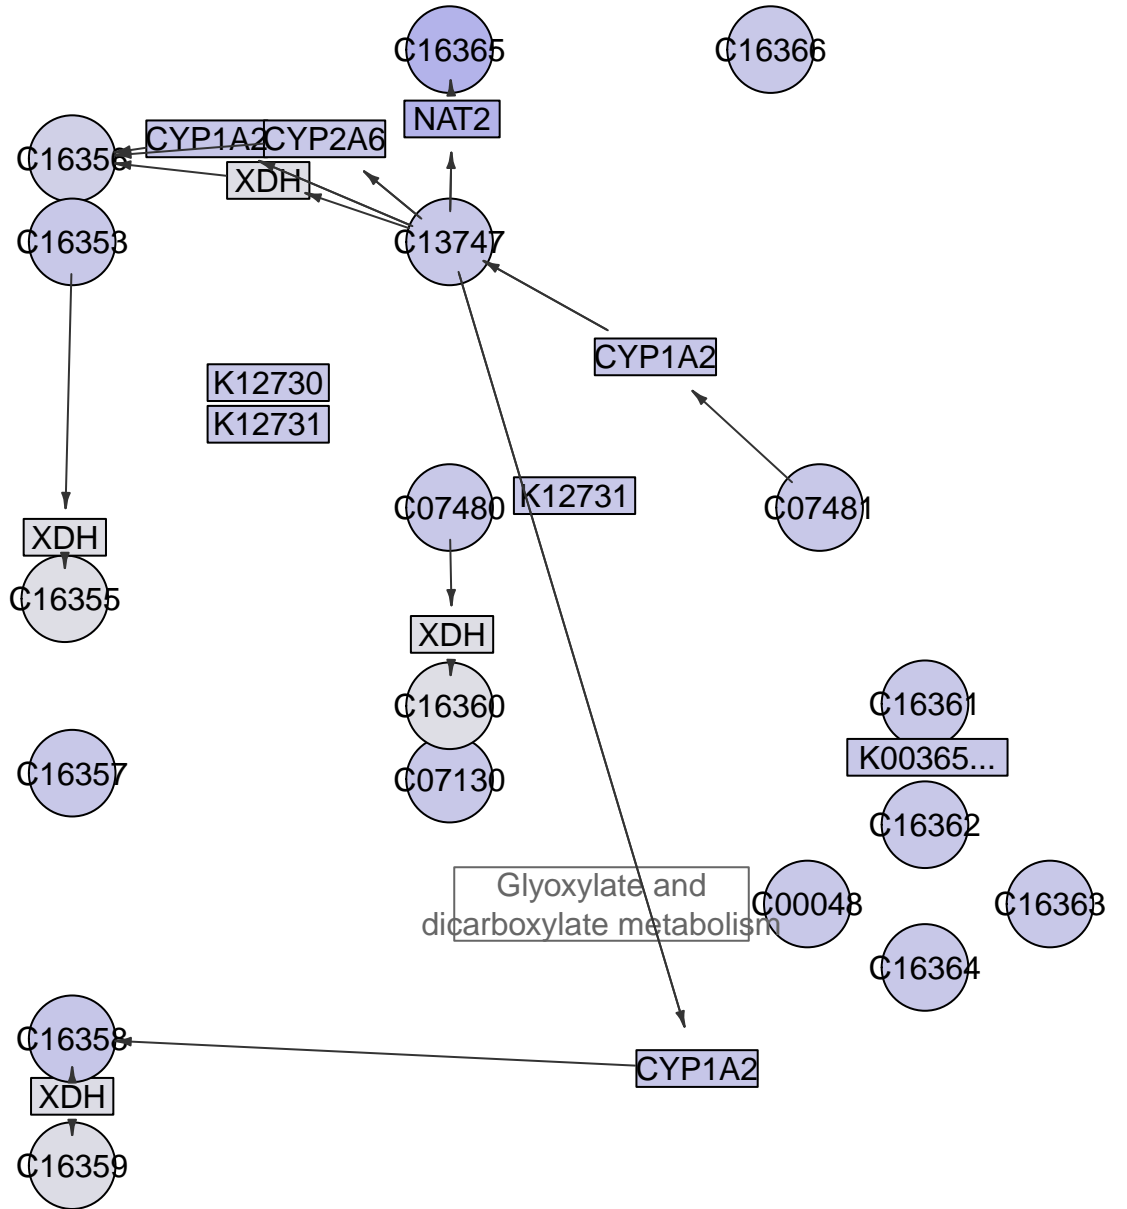 C16365
C16366
NAT2
CYP1A2
CYP2A6
C16356
XDH
C16353
C13747
CYP1A2
K12730
K12731
K12731
C07480
C07481
XDH
C16355
XDH
C16360
C16361
K00365...
C16357
C07130
C16362
Glyoxylate and
dicarboxylate metabolism
C00048
C16363
C16364
C16358
CYP1A2
XDH
C16359